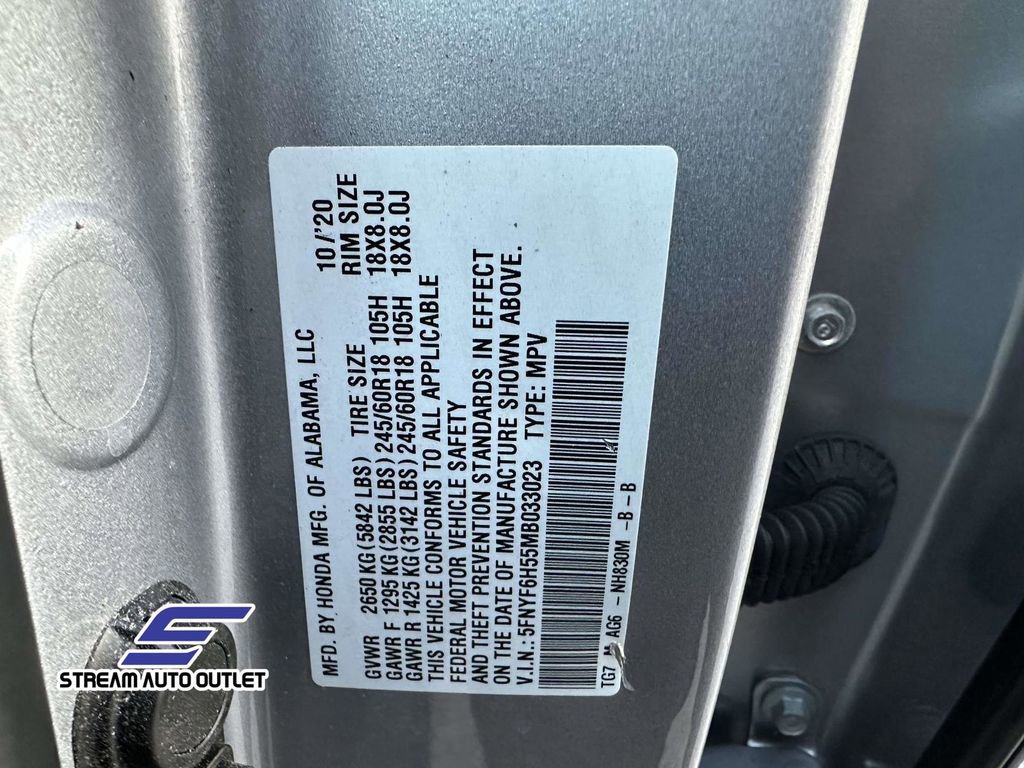 MFD. BY HONDA MFG. OF ALABAMA, LLC 10/'20
GVWR 2650 KG(5842 LBS) TIRE SIZE RIM SIZE
GAWR F 1295 KG(2855 LBS) 245/60R18 105H 18X8.0J
GAWR R 1425 KG(3142 LBS) 245/60R18 105H 18X8.0J
THIS VEHICLE CONFORMS TO ALL APPLICABLE
FEDERAL MOTOR VEHICLE SAFETY
AND THEFT PREVENTION STANDARDS IN EFFECT
ON THE DATE OF MANUFACTURE SHOWN ABOVE.
V.I.N.: 5FNYF6H55MB033023 TYPE: MPV
TG7 AG6 -NH830M -B -B
STREAM AUTO OUTLET